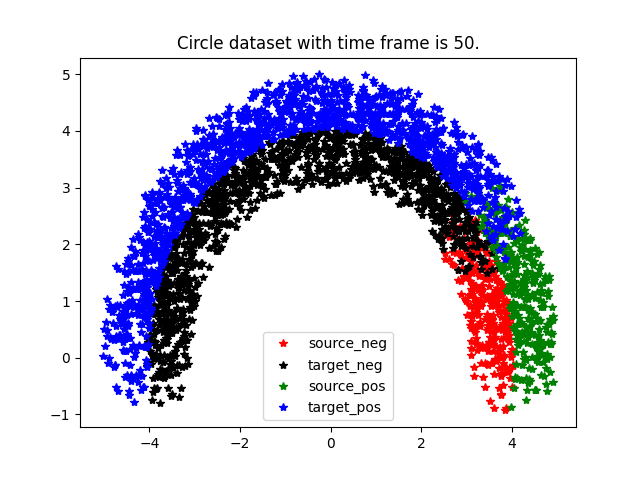 Circle dataset with time frame is 50.
5
4
3
2
1
0
−1
−4
−2
0
2
4
source_neg
target_neg
source_pos
target_pos